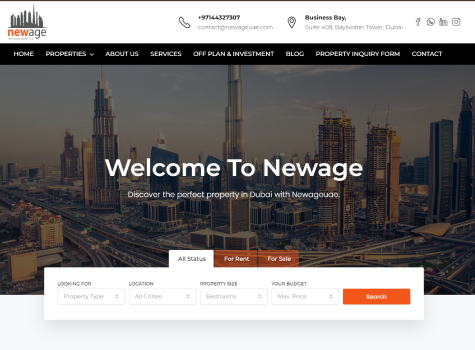 newage
+97144327307
contact@newageuae.com
Business Bay,
Suite 408, Bayswater Tower, Dubai
HOME PROPERTIES ABOUT US SERVICES OFF PLAN & INVESTMENT BLOG PROPERTY INQUIRY FORM CONTACT
Welcome To Newage
Discover the perfect property in Dubai with Newageuae.
All Status For Rent For Sale
LOOKING FOR LOCATION PROPERTY SIZE YOUR BUDGET
Property Type All Cities Bedrooms Max. Price Search